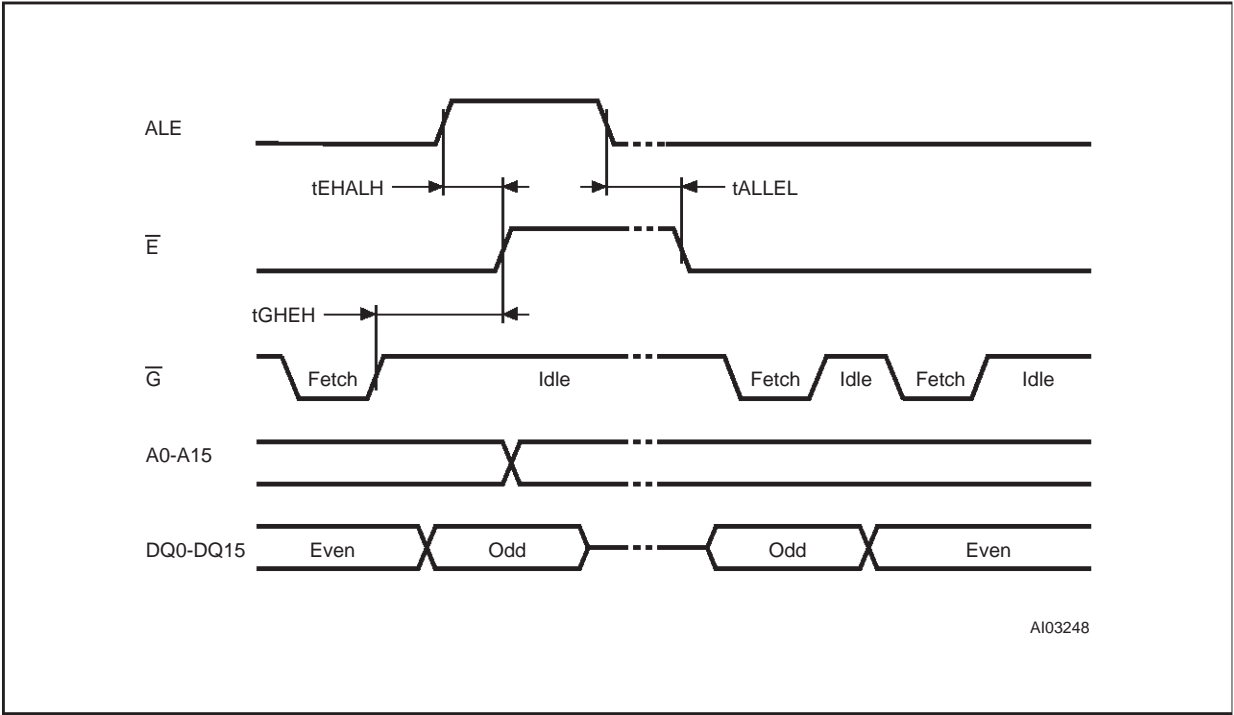 ALE
tEHALH
tALLEL
E̅
tGHEH
G̅
Fetch Idle Fetch Idle Fetch Idle
A0-A15
DQ0-DQ15
Even Odd Odd Even
AI03248